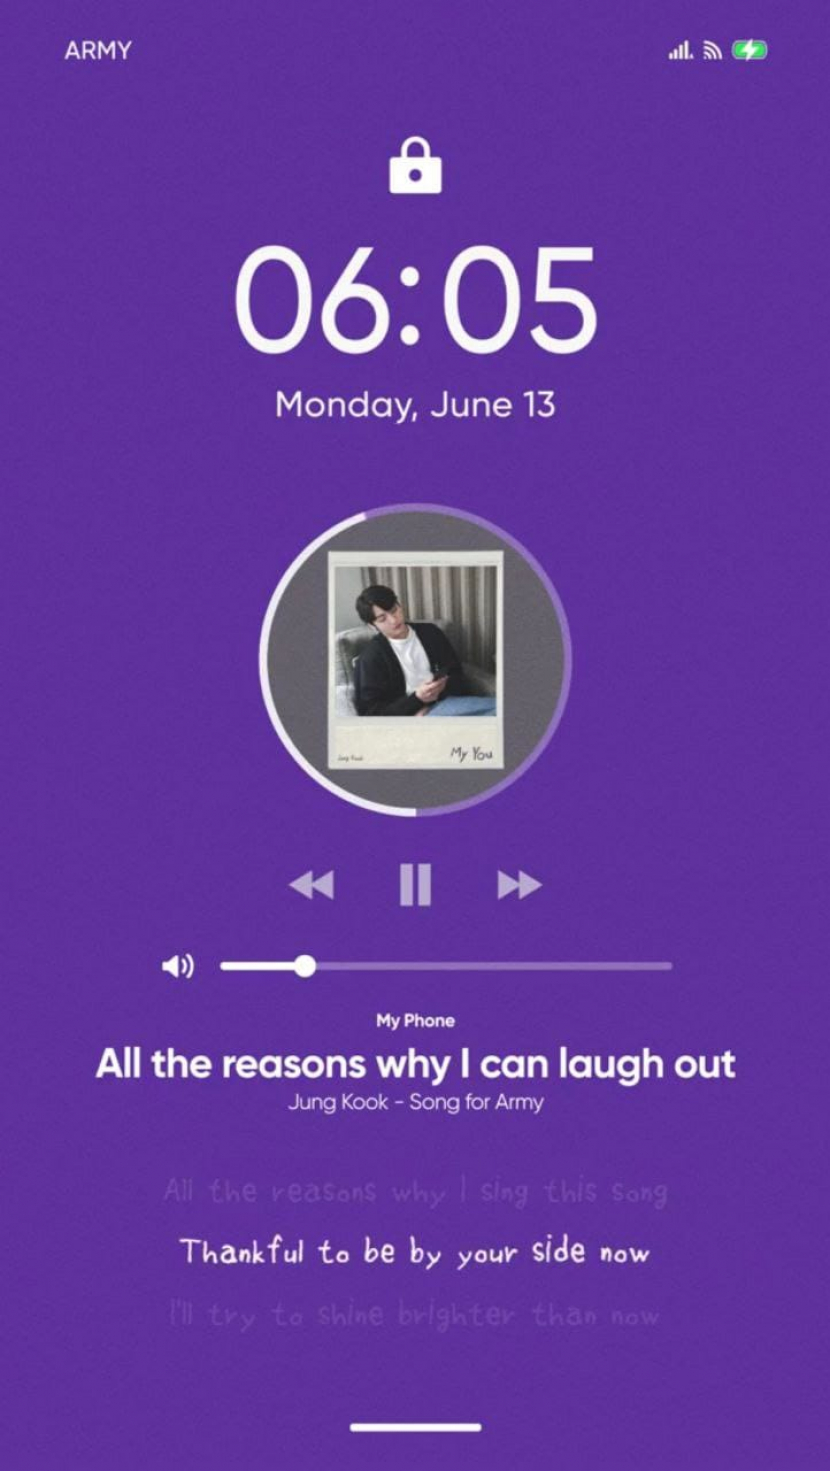 ARMY
06:05
Monday, June 13
Jung Kook
My You
My Phone
All the reasons why I can laugh out
Jung Kook - Song for Army
All the reasons why I sing this song
Thankful to be by your side now
I'll try to shine brighter than now